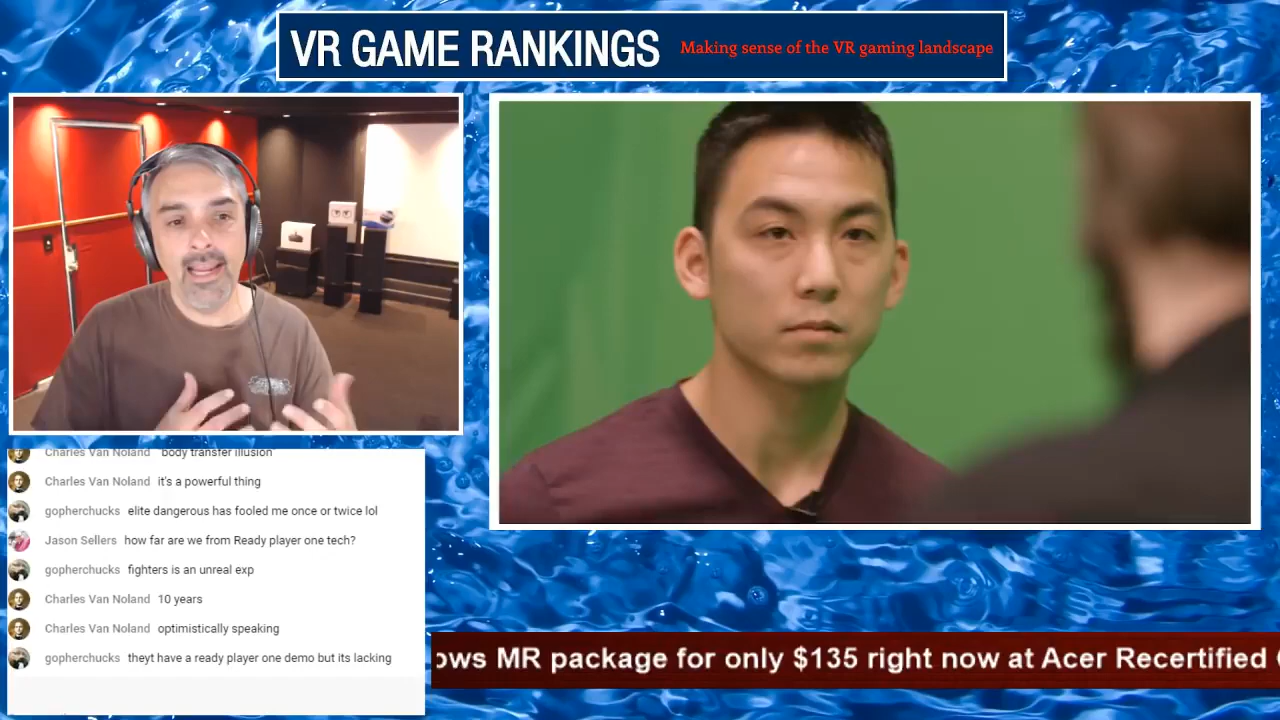 VR GAME RANKINGS Making sense of the VR gaming landscape
Charles Van Noland "body transfer illusion"
Charles Van Noland it's a powerful thing
gopherchucks elite dangerous has fooled me once or twice lol
Jason Sellers how far are we from Ready player one tech?
gopherchucks fighters is an unreal exp
Charles Van Noland 10 years
Charles Van Noland optimistically speaking
gopherchucks theyt have a ready player one demo but its lacking
ows MR package for only $135 right now at Acer Recertified